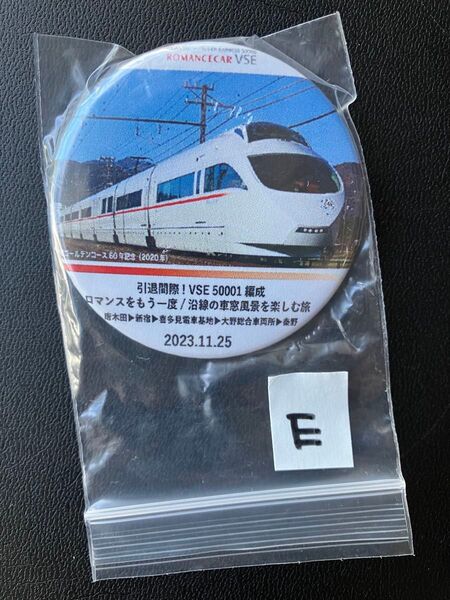 ROMANCECAR VSE
ールデンコース60年記念（2020年）
引退間際！VSE 50001 編成
ロマンスをもう一度 / 沿線の車窓風景を楽しむ旅
唐木田▶新宿▶喜多見電車基地▶大野総合車両所▶秦野
2023.11.25
E